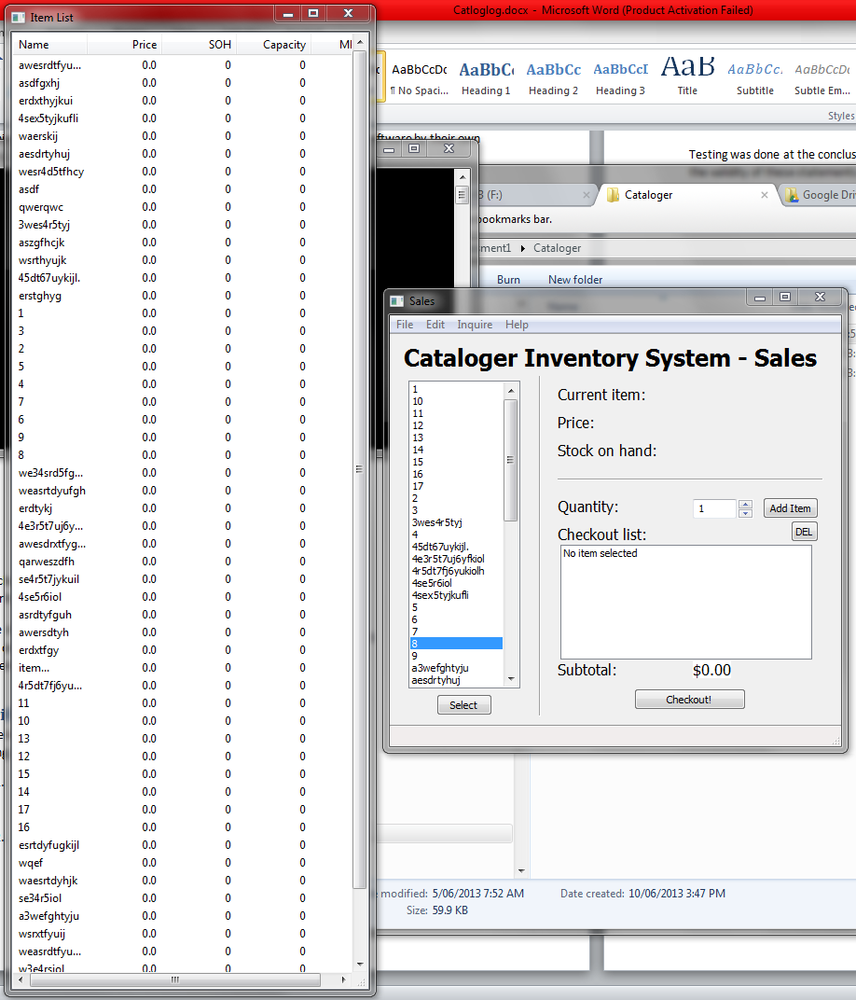 Item List
Name Price SOH Capacity MI
awesrdtfyu... 0.0 0 0
asdfgxhj 0.0 0 0
erdxthyjkui 0.0 0 0
4sex5tyjkufli 0.0 0 0
waerskij 0.0 0 0
aesdrtyhuj 0.0 0 0
wesr4d5tfhcy 0.0 0 0
asdf 0.0 0 0
qwerqwc 0.0 0 0
3wes4r5tyj 0.0 0 0
aszgfhcjk 0.0 0 0
wsrthyujk 0.0 0 0
45dt67uykijl. 0.0 0 0
erstghyg 0.0 0 0
1 0.0 0 0
3 0.0 0 0
2 0.0 0 0
5 0.0 0 0
4 0.0 0 0
7 0.0 0 0
6 0.0 0 0
9 0.0 0 0
8 0.0 0 0
we34srd5fg... 0.0 0 0
weasrtdyufgh 0.0 0 0
erdtykj 0.0 0 0
4e3r5t7uj6y... 0.0 0 0
awesdrxtfyg... 0.0 0 0
qarweszdfh 0.0 0 0
se4r5t7jykuil 0.0 0 0
4se5r6iol 0.0 0 0
asrdtyfguh 0.0 0 0
awersdtyh 0.0 0 0
erdxtfgy 0.0 0 0
item... 0.0 0 0
4r5dt7fj6yu... 0.0 0 0
11 0.0 0 0
10 0.0 0 0
13 0.0 0 0
12 0.0 0 0
15 0.0 0 0
14 0.0 0 0
17 0.0 0 0
16 0.0 0 0
esrtdyfugkijl 0.0 0 0
wqef 0.0 0 0
waesrtdyhjk 0.0 0 0
se34r5iol 0.0 0 0
a3wefghtyju 0.0 0 0
wsrxtfyuij 0.0 0 0
weasrdtfyu... 0.0 0 0
w3e4rsiol 0.0 0 0
Catloglog.docx - Microsoft Word (Product Activation Failed)
AaBbCcDc AaBbCc AaBbCc AaBbCcI AaB AaBbCc. AaBbCcDc
¶ No Spaci... Heading 1 Heading 2 Heading 3 Title Subtitle Subtle Em...
Styles
ftware by their own
Testing was done at the conclus
(F:) Cataloger Google Dri
bookmarks bar.
sment1 Cataloger
Burn New folder
Sales
File Edit Inquire Help
Cataloger Inventory System - Sales
1
10
11
12
13
14
15
16
17
2
3
3wes4r5tyj
4
45dt67uykijl.
4e3r5t7uj6yfkiol
4r5dt7fj6yukiolh
4se5r6iol
4sex5tyjkufli
5
6
7
8
9
a3wefghtyju
aesdrtyhuj
Select
Current item:
Price:
Stock on hand:
Quantity: 1 Add Item
Checkout list: DEL
No item selected
Subtotal: $0.00
Checkout!
modified: 5/06/2013 7:52 AM Date created: 10/06/2013 3:47 PM
Size: 59.9 KB